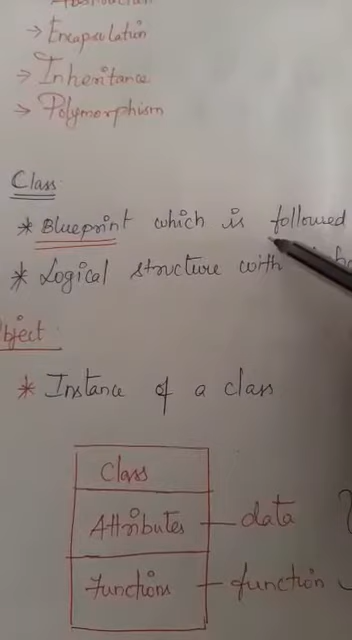 → Encapsulation
→ Inheritance
→ Polymorphism
Class
* Blueprint which is followed
* Logical structure with
Object:
* Instance of a class
Class
Attributes — data
Functions — function